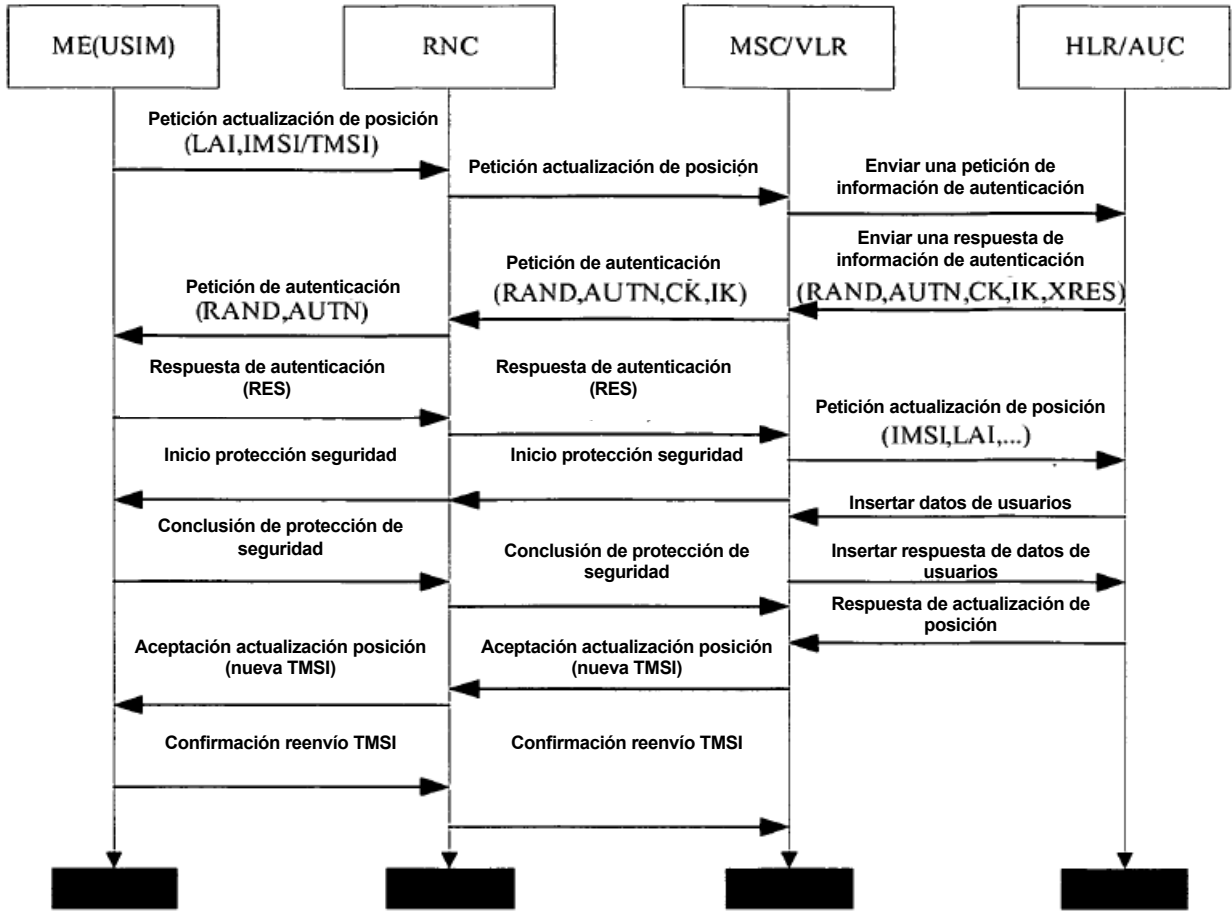 ME(USIM)
RNC
MSC/VLR
HLR/AUC
Petición actualización de posición
(LAI,IMSI/TMSI)
Petición actualización de posición
Enviar una petición de
información de autenticación
Enviar una respuesta de
información de autenticación
(RAND,AUTN,CK,IK,XRES)
Petición de autenticación
(RAND,AUTN,CK,IK)
Petición de autenticación
(RAND,AUTN)
Respuesta de autenticación
(RES)
Respuesta de autenticación
(RES)
Petición actualización de posición
(IMSI,LAI,...)
Inicio protección seguridad
Inicio protección seguridad
Insertar datos de usuarios
Conclusión de protección de
seguridad
Conclusión de protección de
seguridad
Insertar respuesta de datos de
usuarios
Respuesta de actualización de
posición
Aceptación actualización posición
(nueva TMSI)
Aceptación actualización posición
(nueva TMSI)
Confirmación reenvío TMSI
Confirmación reenvío TMSI